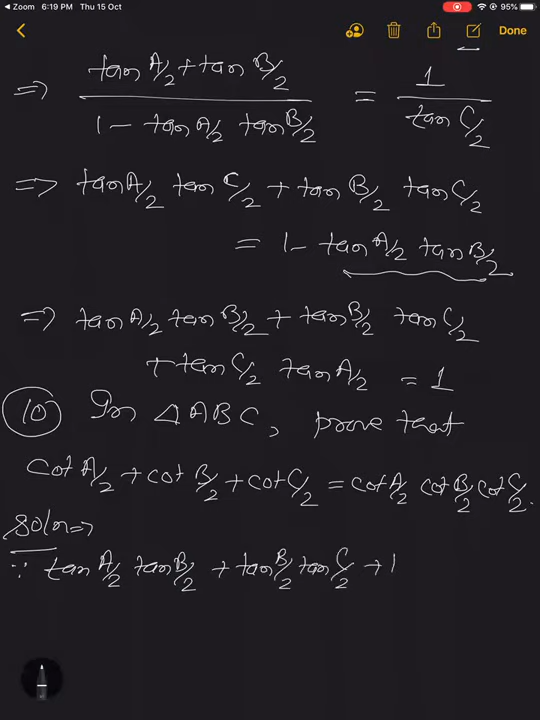 Zoom 6:19 PM Thu 15 Oct 95%
Done
=> (tan A/2 + tan B/2) / (1 - tan A/2 tan B/2) = 1 / tan C/2
=> tan A/2 tan C/2 + tan B/2 tan C/2
= 1 - tan A/2 tan B/2
=> tan A/2 tan B/2 + tan B/2 tan C/2
+ tan C/2 tan A/2 = 1
10 In △ABC, prove that
cot A/2 + cot B/2 + cot C/2 = cot A/2 cot B/2 cot C/2.
Soln =>
∵ tan A/2 tan B/2 + tan B/2 tan C/2 + 1